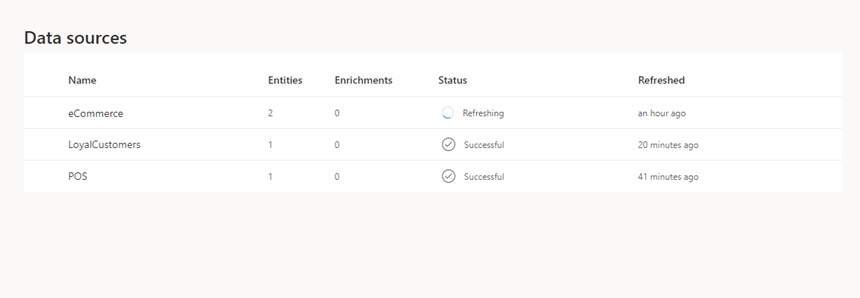 Data sources
Name Entities Enrichments Status Refreshed
eCommerce 2 0 Refreshing an hour ago
LoyalCustomers 1 0 Successful 20 minutes ago
POS 1 0 Successful 41 minutes ago